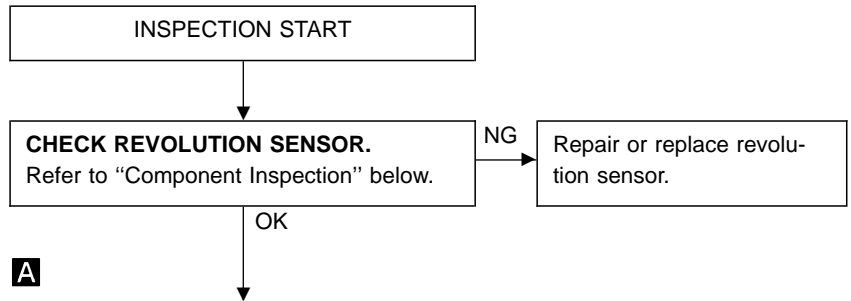 INSPECTION START
CHECK REVOLUTION SENSOR.
Refer to ‘‘Component Inspection’’ below.
NG
Repair or replace revolu-
tion sensor.
OK
A